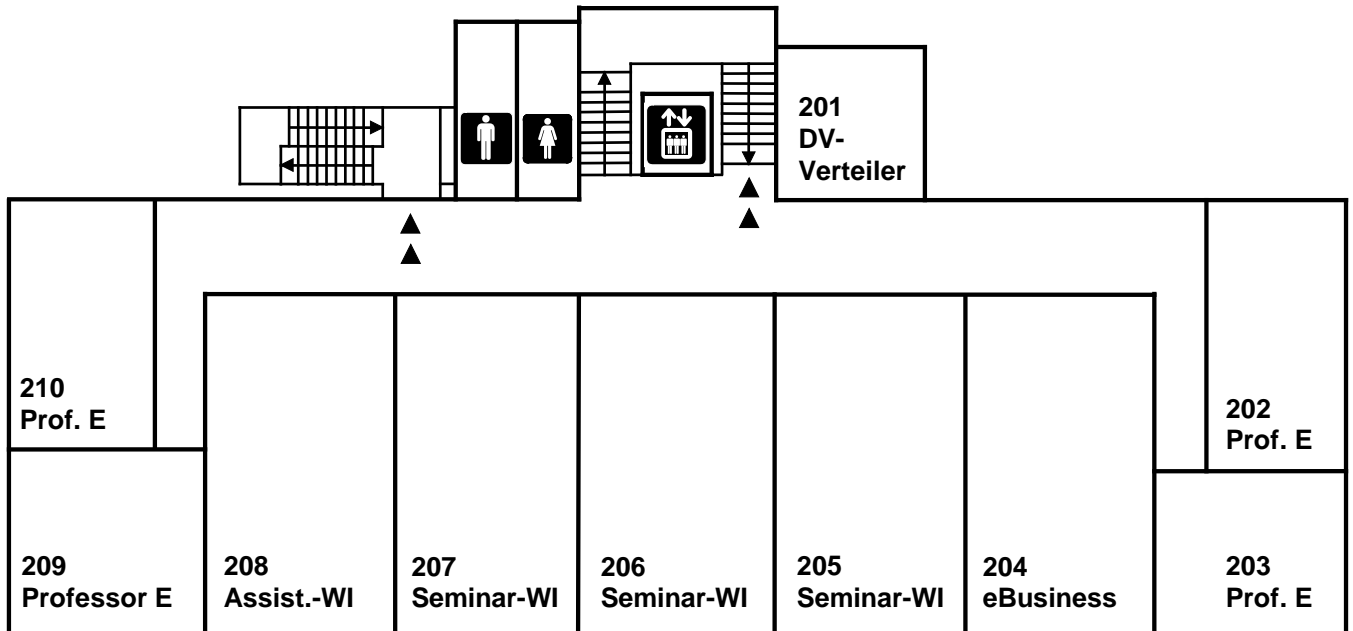 201
DV-
Verteiler
210
Prof. E
202
Prof. E
209
Professor E
208
Assist.-WI
207
Seminar-WI
206
Seminar-WI
205
Seminar-WI
204
eBusiness
203
Prof. E